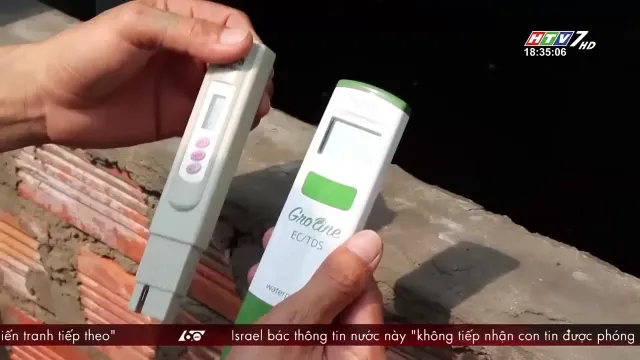 HTV7 HD
18:35:06
GroLine
EC/TDS
iến tranh tiếp theo" 60 Israel bác thông tin nước này "không tiếp nhận con tin được phóng